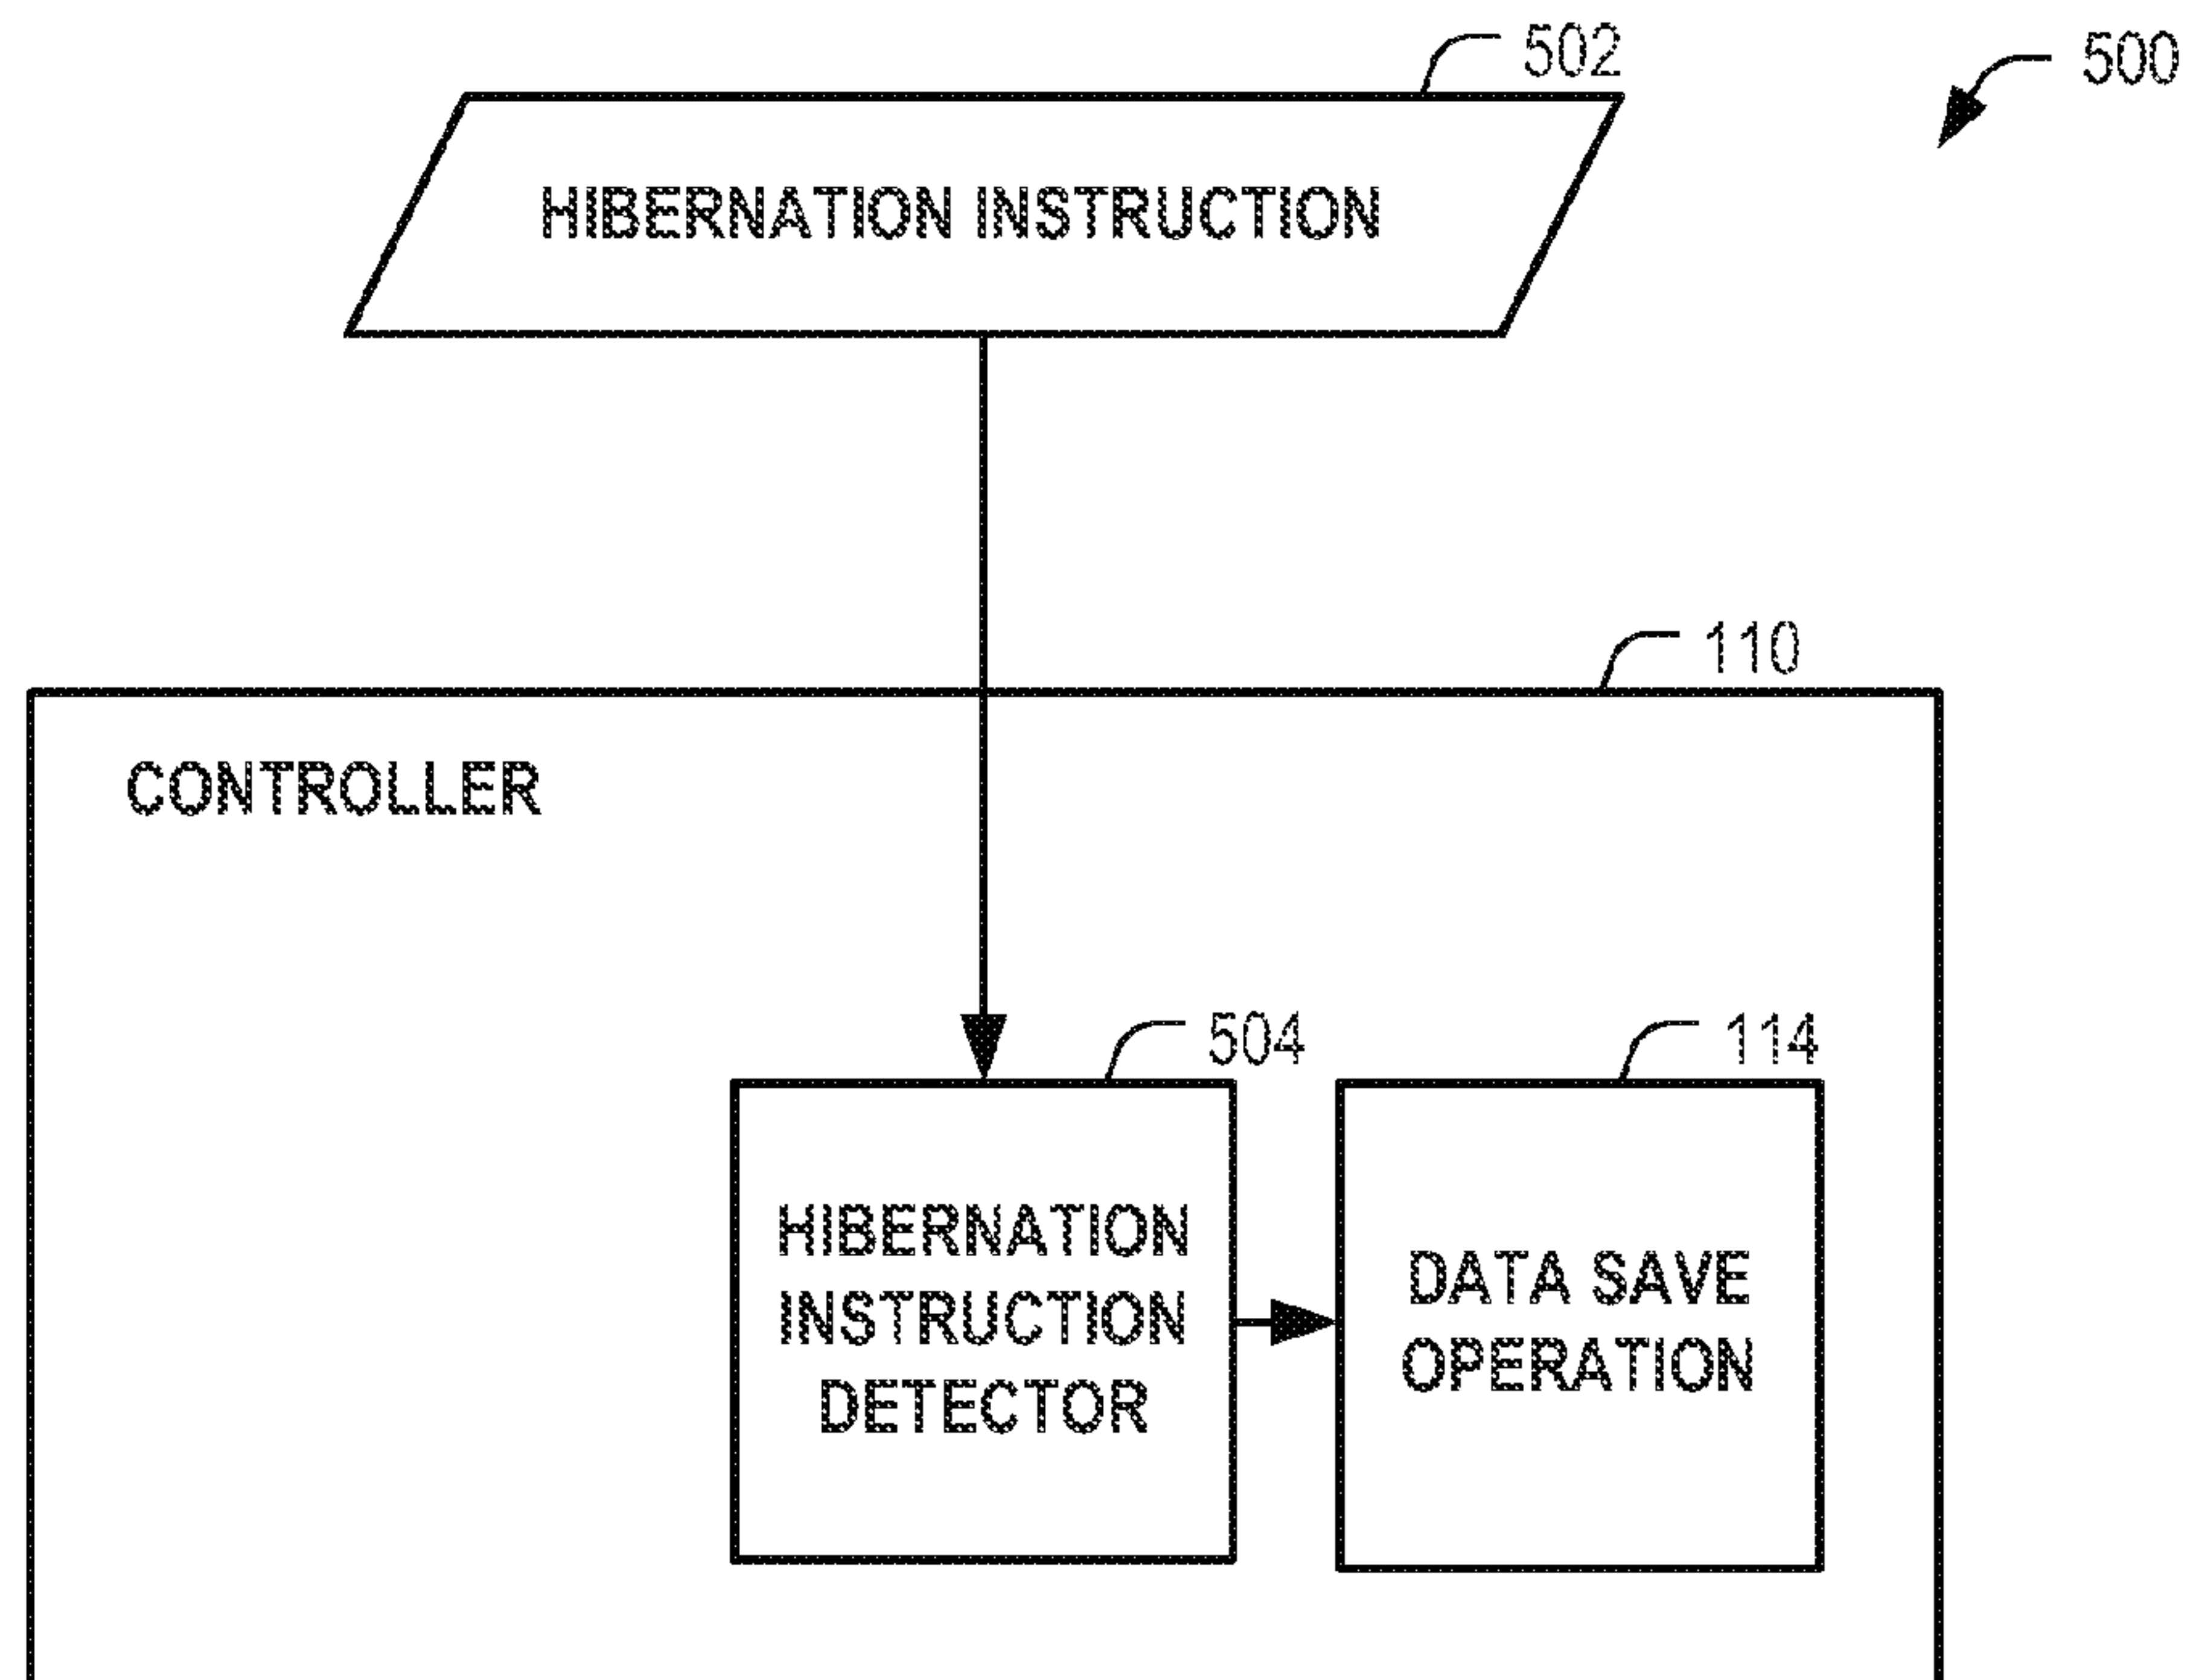 502
500
HIBERNATION INSTRUCTION
110
CONTROLLER
504
114
HIBERNATION
INSTRUCTION
DETECTOR
DATA SAVE
OPERATION